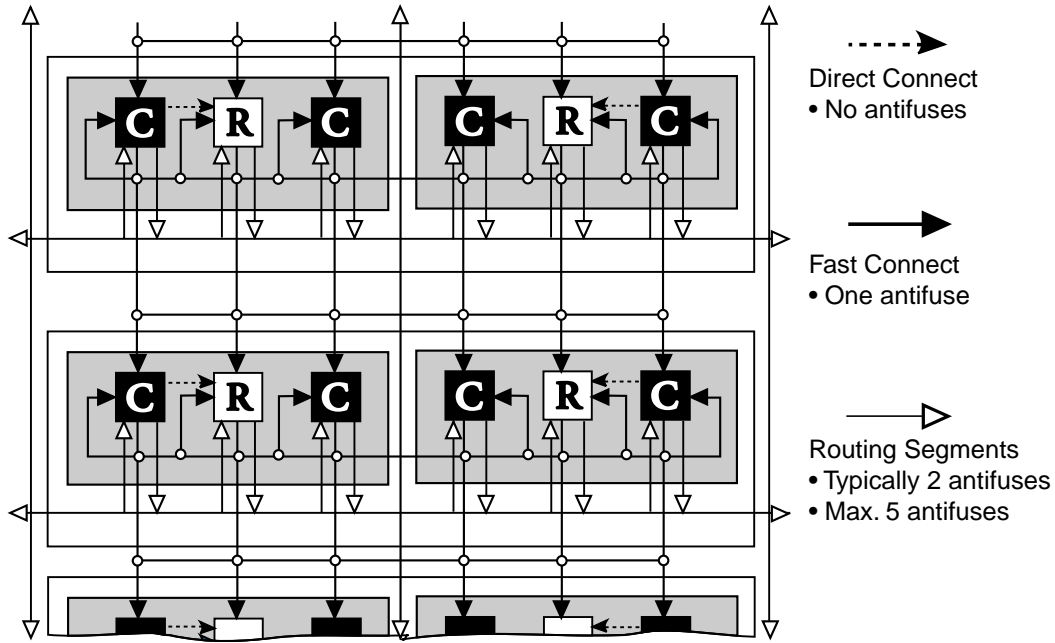 C R C C R C
C R C C R C
Direct Connect
• No antifuses
Fast Connect
• One antifuse
Routing Segments
• Typically 2 antifuses
• Max. 5 antifuses